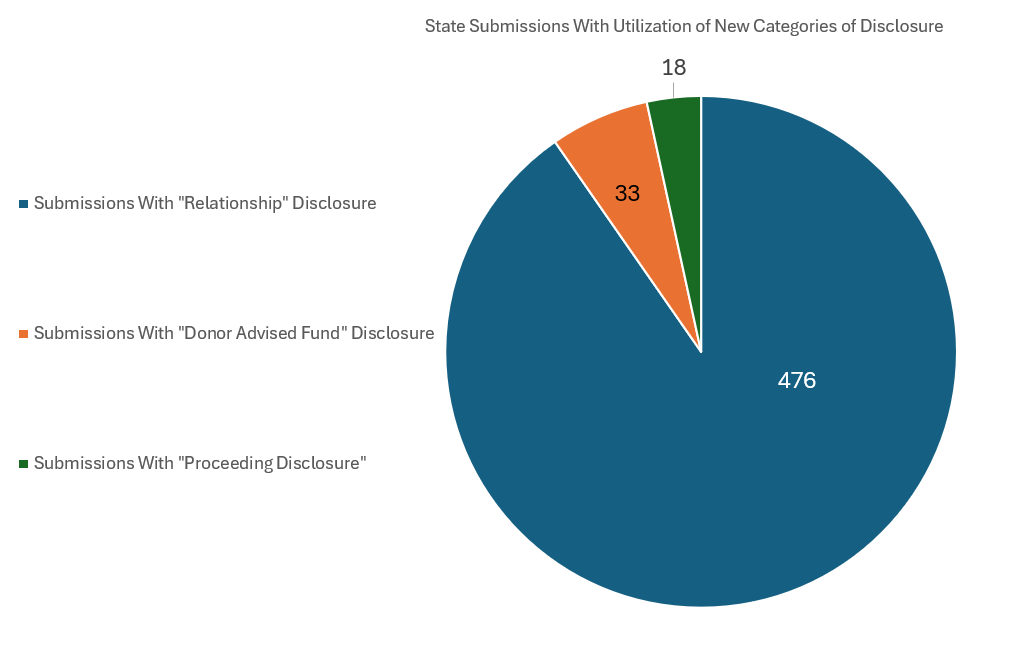 State Submissions With Utilization of New Categories of Disclosure
18
33
476
Submissions With "Relationship" Disclosure
Submissions With "Donor Advised Fund" Disclosure
Submissions With "Proceeding Disclosure"